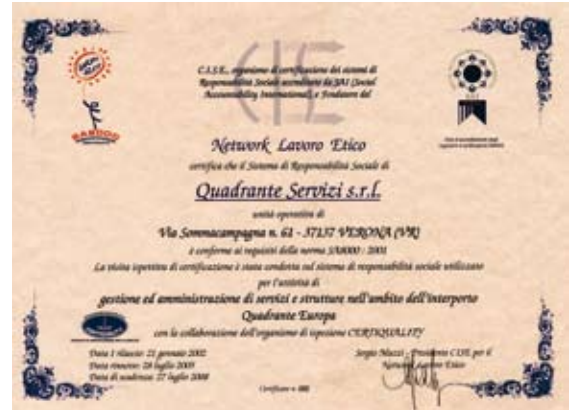 C.I.S.E., organismo di certificazione dei sistemi di
Responsabilità Sociale accreditato da SAI (Social
Accountability International), e Fondatore del
Network Lavoro Etico
certifica che il Sistema di Responsabilità Sociale di
Quadrante Servizi s.r.l.
unità operativa di
Via Sommacampagna n. 61 - 37137 VERONA (VR)
è conforme ai requisiti della norma SA8000 : 2001
La visita ispettiva di certificazione è stata condotta sul sistema di responsabilità sociale utilizzato
per l'attività di
gestione ed amministrazione di servizi e strutture nell'ambito dell'interporto
Quadrante Europa
con la collaborazione dell'organismo di ispezione CERTIQUALITY
Data I rilascio: 21 gennaio 2002
Data rinnovo: 28 luglio 2005
Data di scadenza: 27 luglio 2008
Sergio Mazzi - Presidente CISE per il
Network Lavoro Etico
Certificato n.